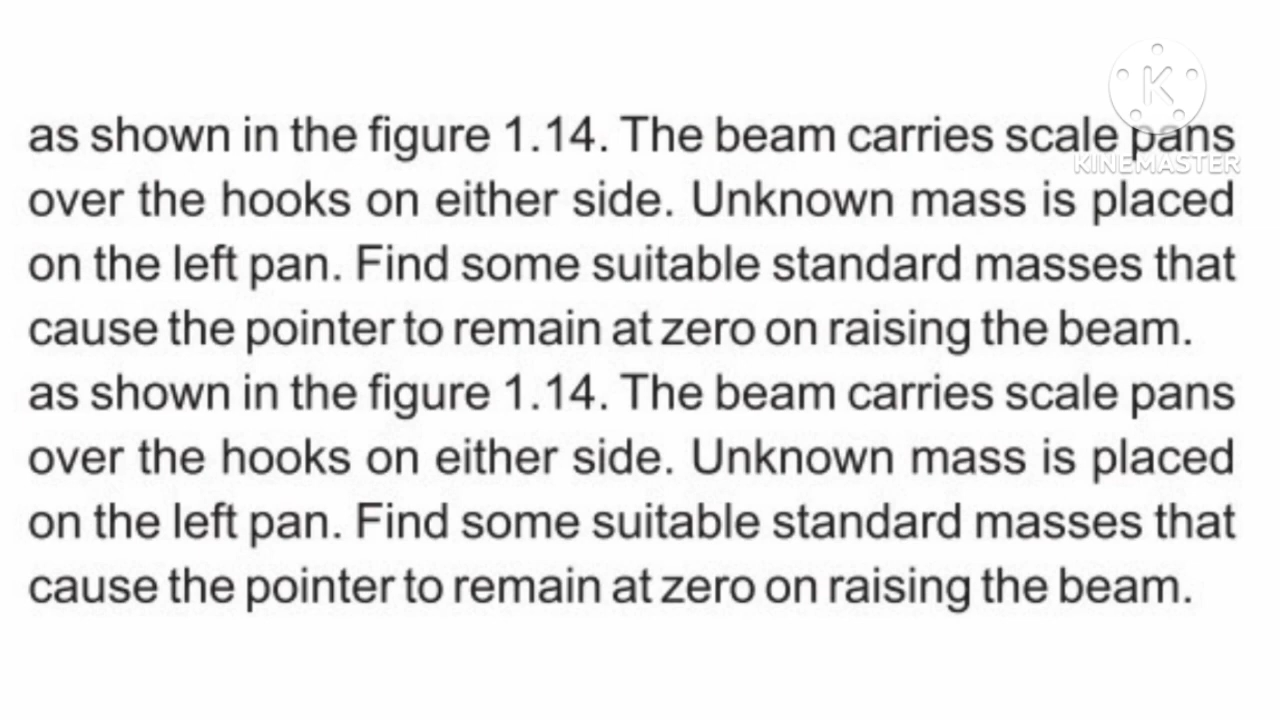 KINEMASTER
as shown in the figure 1.14. The beam carries scale pans
over the hooks on either side. Unknown mass is placed
on the left pan. Find some suitable standard masses that
cause the pointer to remain at zero on raising the beam.
as shown in the figure 1.14. The beam carries scale pans
over the hooks on either side. Unknown mass is placed
on the left pan. Find some suitable standard masses that
cause the pointer to remain at zero on raising the beam.